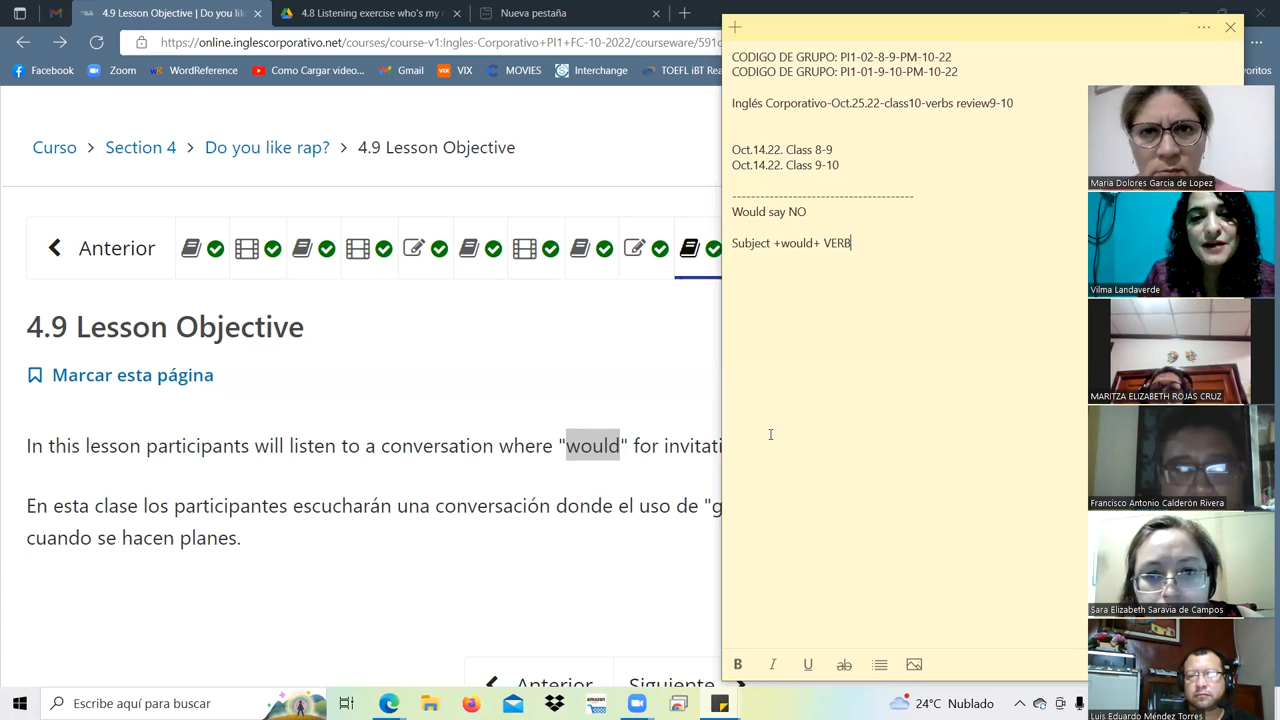 4.9 Lesson Objective | Do you li
4.8 Listening exercise who's my
Nueva pestaña
https://online.inglescorporativo.net/courses/course-v1:Ingles-Corporativo+PI1+FC-10-2022/courseware/591c
Facebook
Duolingo
WordReference
Como Cargar video...
Gmail
VIX
MOVIES
Interchange
TOEFL iBT Read
oritos
Curso > Section 4 > Do you like rap? > 4.9 Lesson Objective
Anterior
4.9 Lesson Objective
Marcar esta página
In this lesson participants will listen to a conversation where "would" for invitati
En esta clase los participantes escucharán una conversación donde el uso de "g
cuando se hacen planes.
Anterior
Siguiente
CODIGO DE GRUPO: PI1-02-8-9-PM-10-22
CODIGO DE GRUPO: PI1-01-9-10-PM-10-22
Inglés Corporativo-Oct.25.22-class10-verbs review9-10
Oct.14.22. Class 8-9
Oct.14.22. Class 9-10
-------------------------------------
Would say NO
Subject +would+ VERB
B I U ab
Maria Dolores Garcia de Lopez
Vilma Landaverde
MARITZA ELIZABETH ROJAS CRUZ
Francisco Antonio Calderòn Rivera
Sara Elizabeth Saravia de Campos
Luis Eduardo Méndez Torres
Escribe aquí para buscar
amazon
24°C Nublado